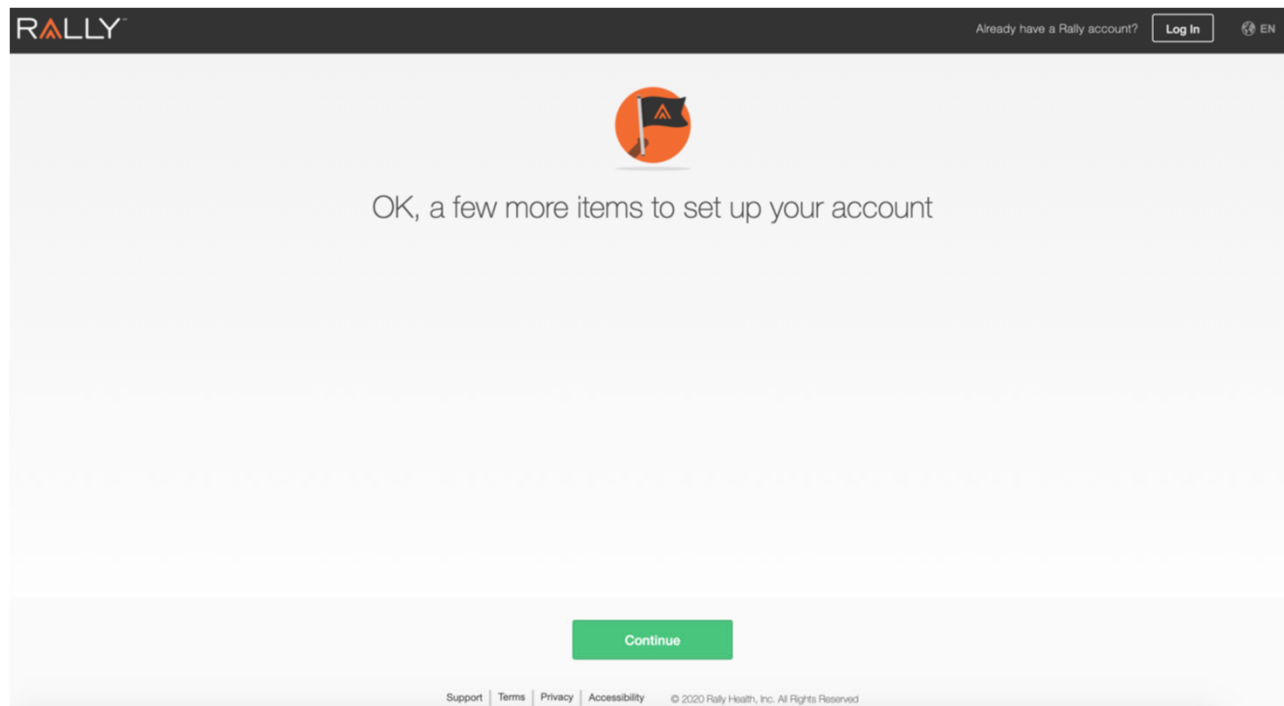 RALLY™
Already have a Rally account? Log In EN
OK, a few more items to set up your account
Continue
Support | Terms | Privacy | Accessibility © 2020 Rally Health, Inc. All Rights Reserved